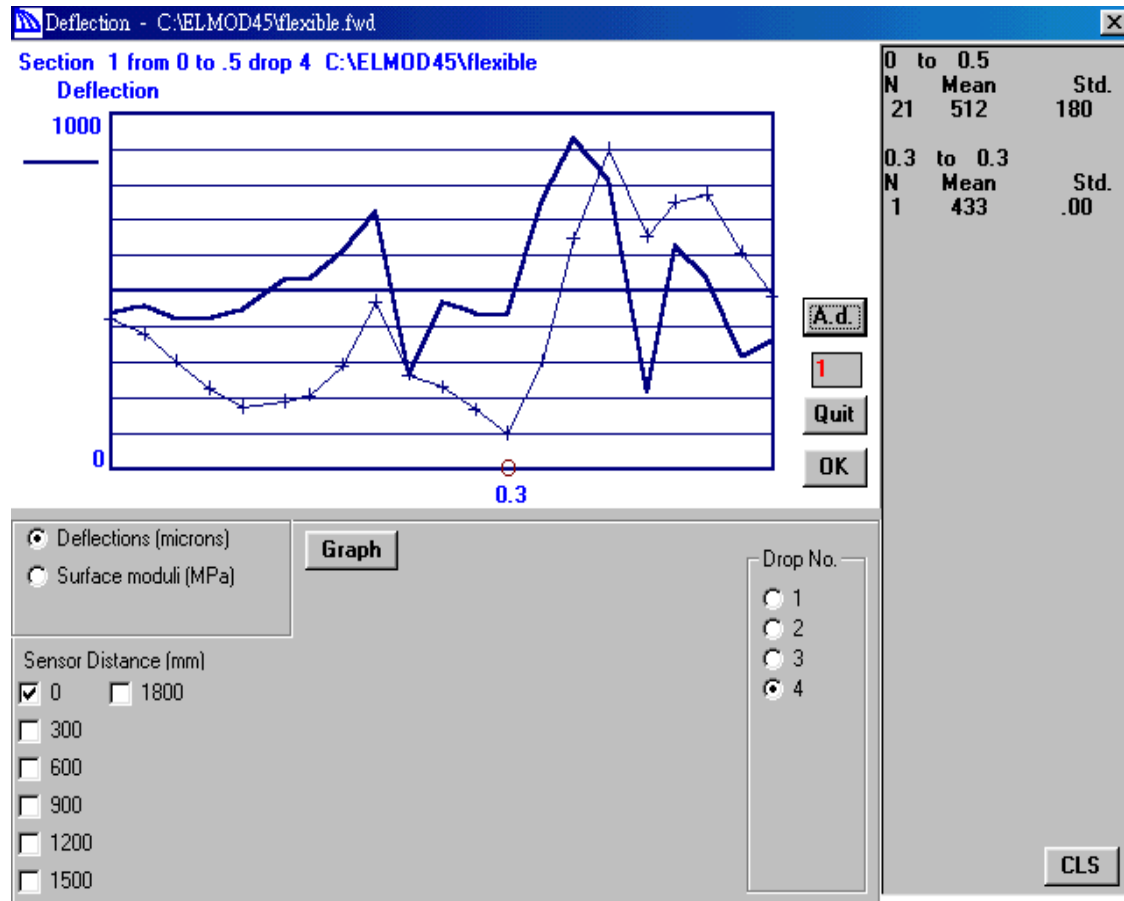 Deflection - C:\ELMOD45\flexible.fwd
Section 1 from 0 to .5 drop 4 C:\ELMOD45\flexible
Deflection
1000
0
0.3
A.d.
1
Quit
OK
0 to 0.5
N Mean Std.
21 512 180
0.3 to 0.3
N Mean Std.
1 433 .00
CLS
Deflections (microns)
Surface moduli (MPa)
Graph
Drop No.
1
2
3
4
Sensor Distance (mm)
0 1800
300
600
900
1200
1500